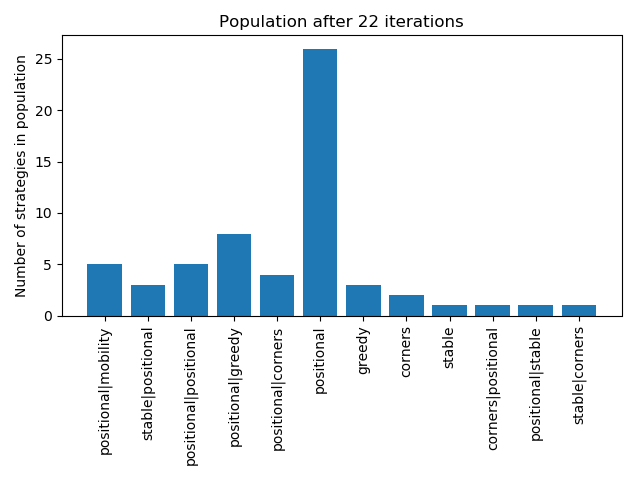 Population after 22 iterations
Number of strategies in population
25
20
15
10
5
0
positional|mobility
stable|positional
positional|positional
positional|greedy
positional|corners
positional
greedy
corners
stable
corners|positional
positional|stable
stable|corners